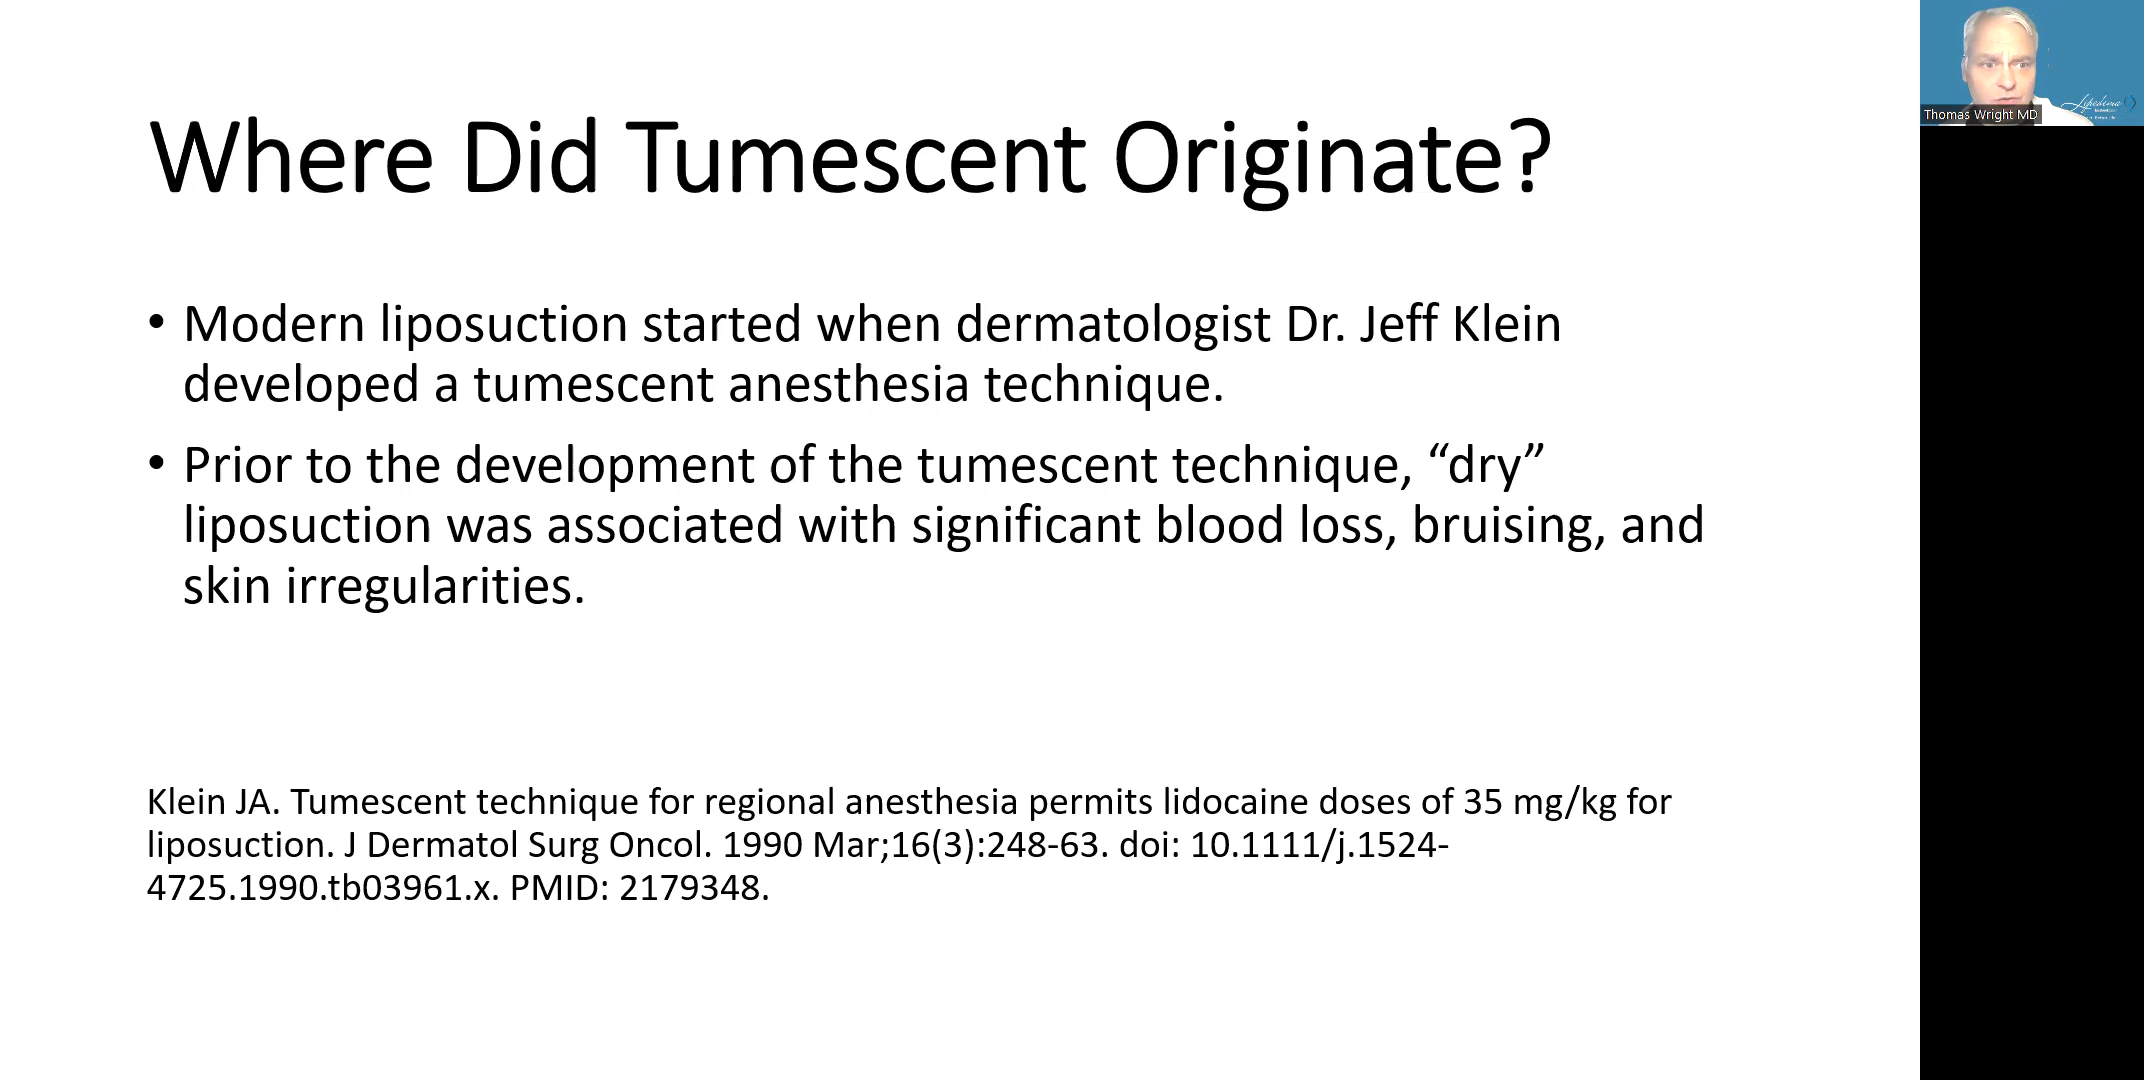 Where Did Tumescent Originate?
• Modern liposuction started when dermatologist Dr. Jeff Klein
developed a tumescent anesthesia technique.
• Prior to the development of the tumescent technique, “dry”
liposuction was associated with significant blood loss, bruising, and
skin irregularities.
Klein JA. Tumescent technique for regional anesthesia permits lidocaine doses of 35 mg/kg for
liposuction. J Dermatol Surg Oncol. 1990 Mar;16(3):248-63. doi: 10.1111/j.1524-
4725.1990.tb03961.x. PMID: 2179348.
Lipedema
Thomas Wright MD